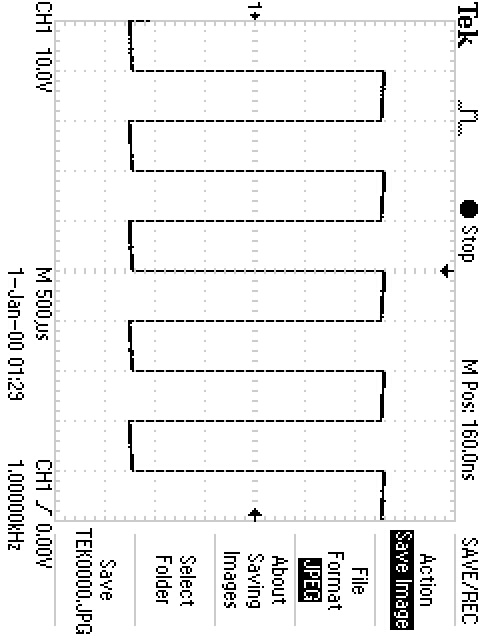 Tek Stop M Pos: 160.0ns SAVE/REC
Action
Save Image
File
Format
JPEG
About
1 Saving
Images
Select
Folder
Save
TEK0000.JPG
CH1 10.0V M 500µs CH1 0.00V
1-Jan-00 01:29 1.00000kHz